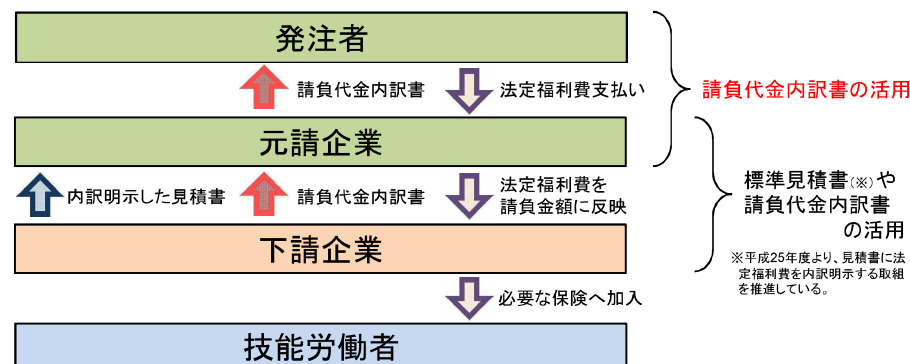 発注者
請負代金内訳書
法定福利費支払い
請負代金内訳書の活用
元請企業
内訳明示した見積書
請負代金内訳書
法定福利費を
請負金額に反映
標準見積書(※)や
請負代金内訳書
の活用
※平成25年度より、見積書に法
定福利費を内訳明示する取組
を推進している。
下請企業
必要な保険へ加入
技能労働者